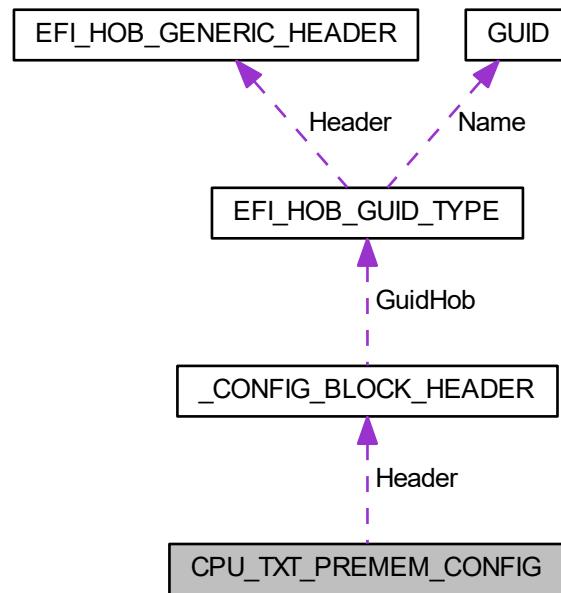 EFI_HOB_GENERIC_HEADER
GUID
Header
Name
EFI_HOB_GUID_TYPE
GuidHob
_CONFIG_BLOCK_HEADER
Header
CPU_TXT_PREMEM_CONFIG